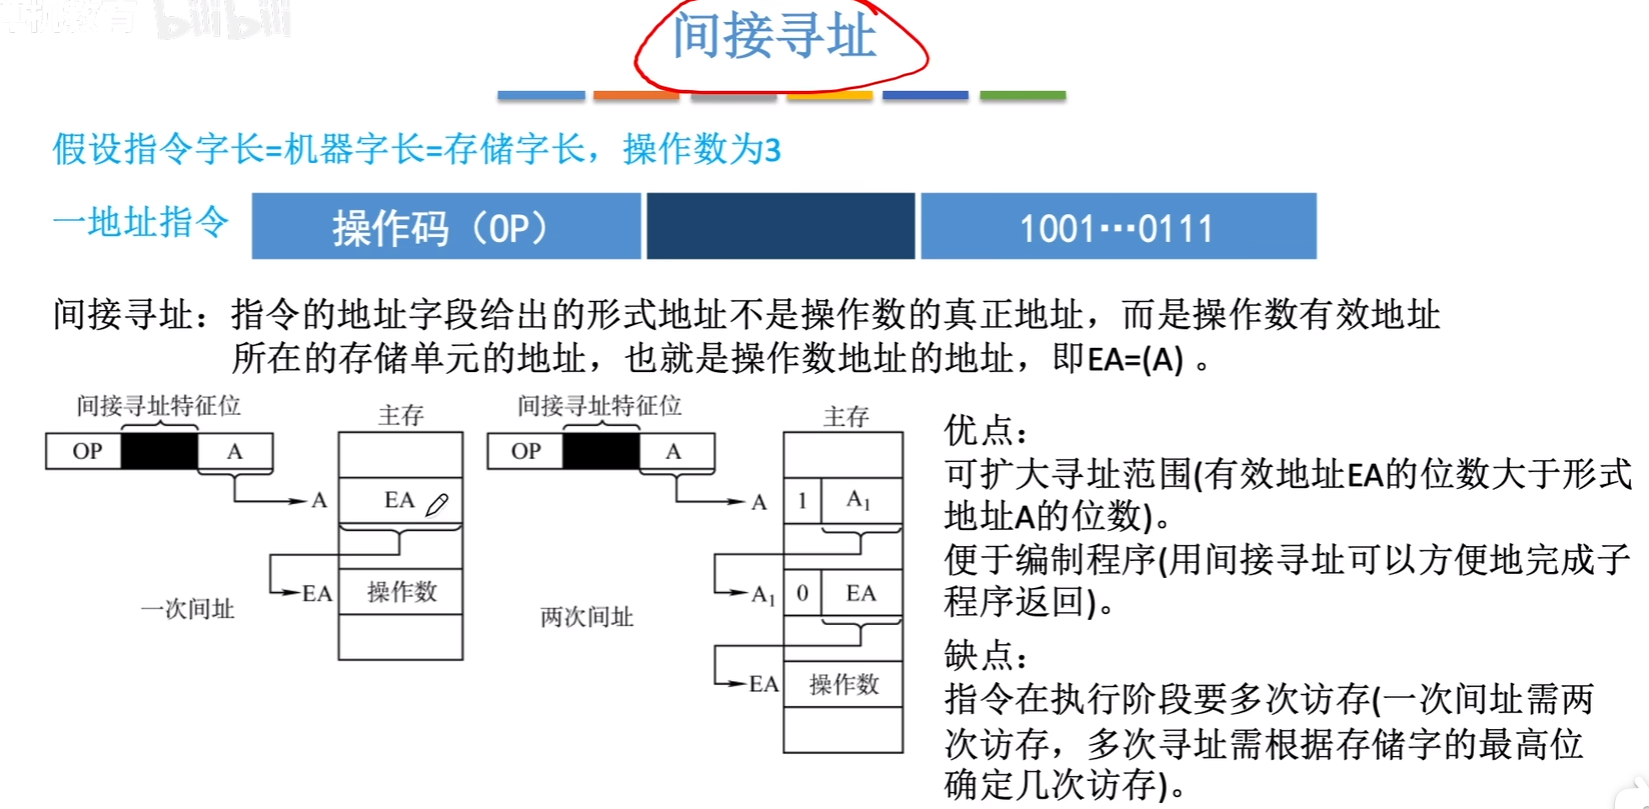 bilibili
间接寻址
假设指令字长=机器字长=存储字长，操作数为3
一地址指令 操作码（OP） 1001…0111
间接寻址：指令的地址字段给出的形式地址不是操作数的真正地址，而是操作数有效地址
所在的存储单元的地址，也就是操作数地址的地址，即EA=(A) 。
间接寻址特征位 主存
OP A
A EA
EA 操作数
一次间址
间接寻址特征位 主存
OP A
A 1 A₁
A₁ 0 EA
两次间址
EA 操作数
优点：
可扩大寻址范围(有效地址EA的位数大于形式
地址A的位数)。
便于编制程序(用间接寻址可以方便地完成子
程序返回)。
缺点：
指令在执行阶段要多次访存(一次间址需两
次访存，多次寻址需根据存储字的最高位
确定几次访存)。